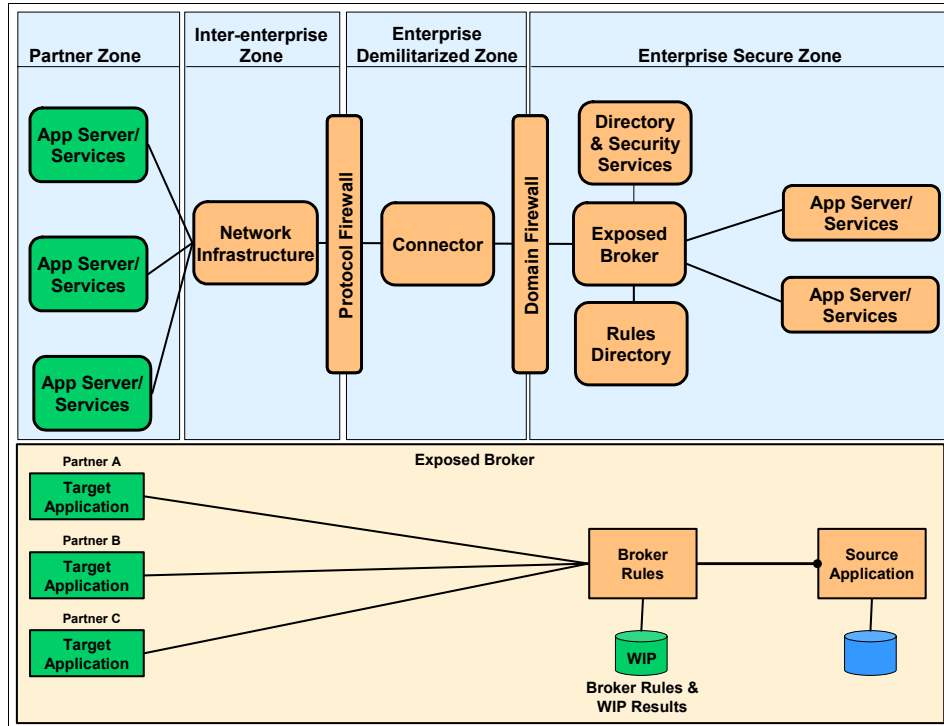 Partner Zone
Inter-enterprise
Zone
Enterprise
Demilitarized Zone
Enterprise Secure Zone
App Server/
Services
App Server/
Services
App Server/
Services
Network
Infrastructure
Protocol Firewall
Connector
Domain Firewall
Directory
& Security
Services
Exposed
Broker
Rules
Directory
App Server/
Services
App Server/
Services
Exposed Broker
Partner A
Target
Application
Partner B
Target
Application
Partner C
Target
Application
Broker
Rules
Source
Application
WIP
Broker Rules &
WIP Results